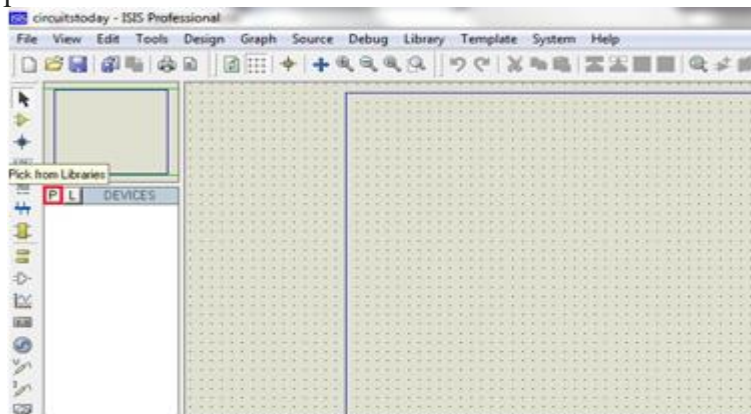 ISIS circuitstoday - ISIS Professional
File View Edit Tools Design Graph Source Debug Library Template System Help
Pick from Libraries
P L DEVICES